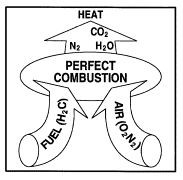 HEAT
CO₂
N₂ H₂O
PERFECT
COMBUSTION
FUEL (H₂C)
AIR (O₂N₂)